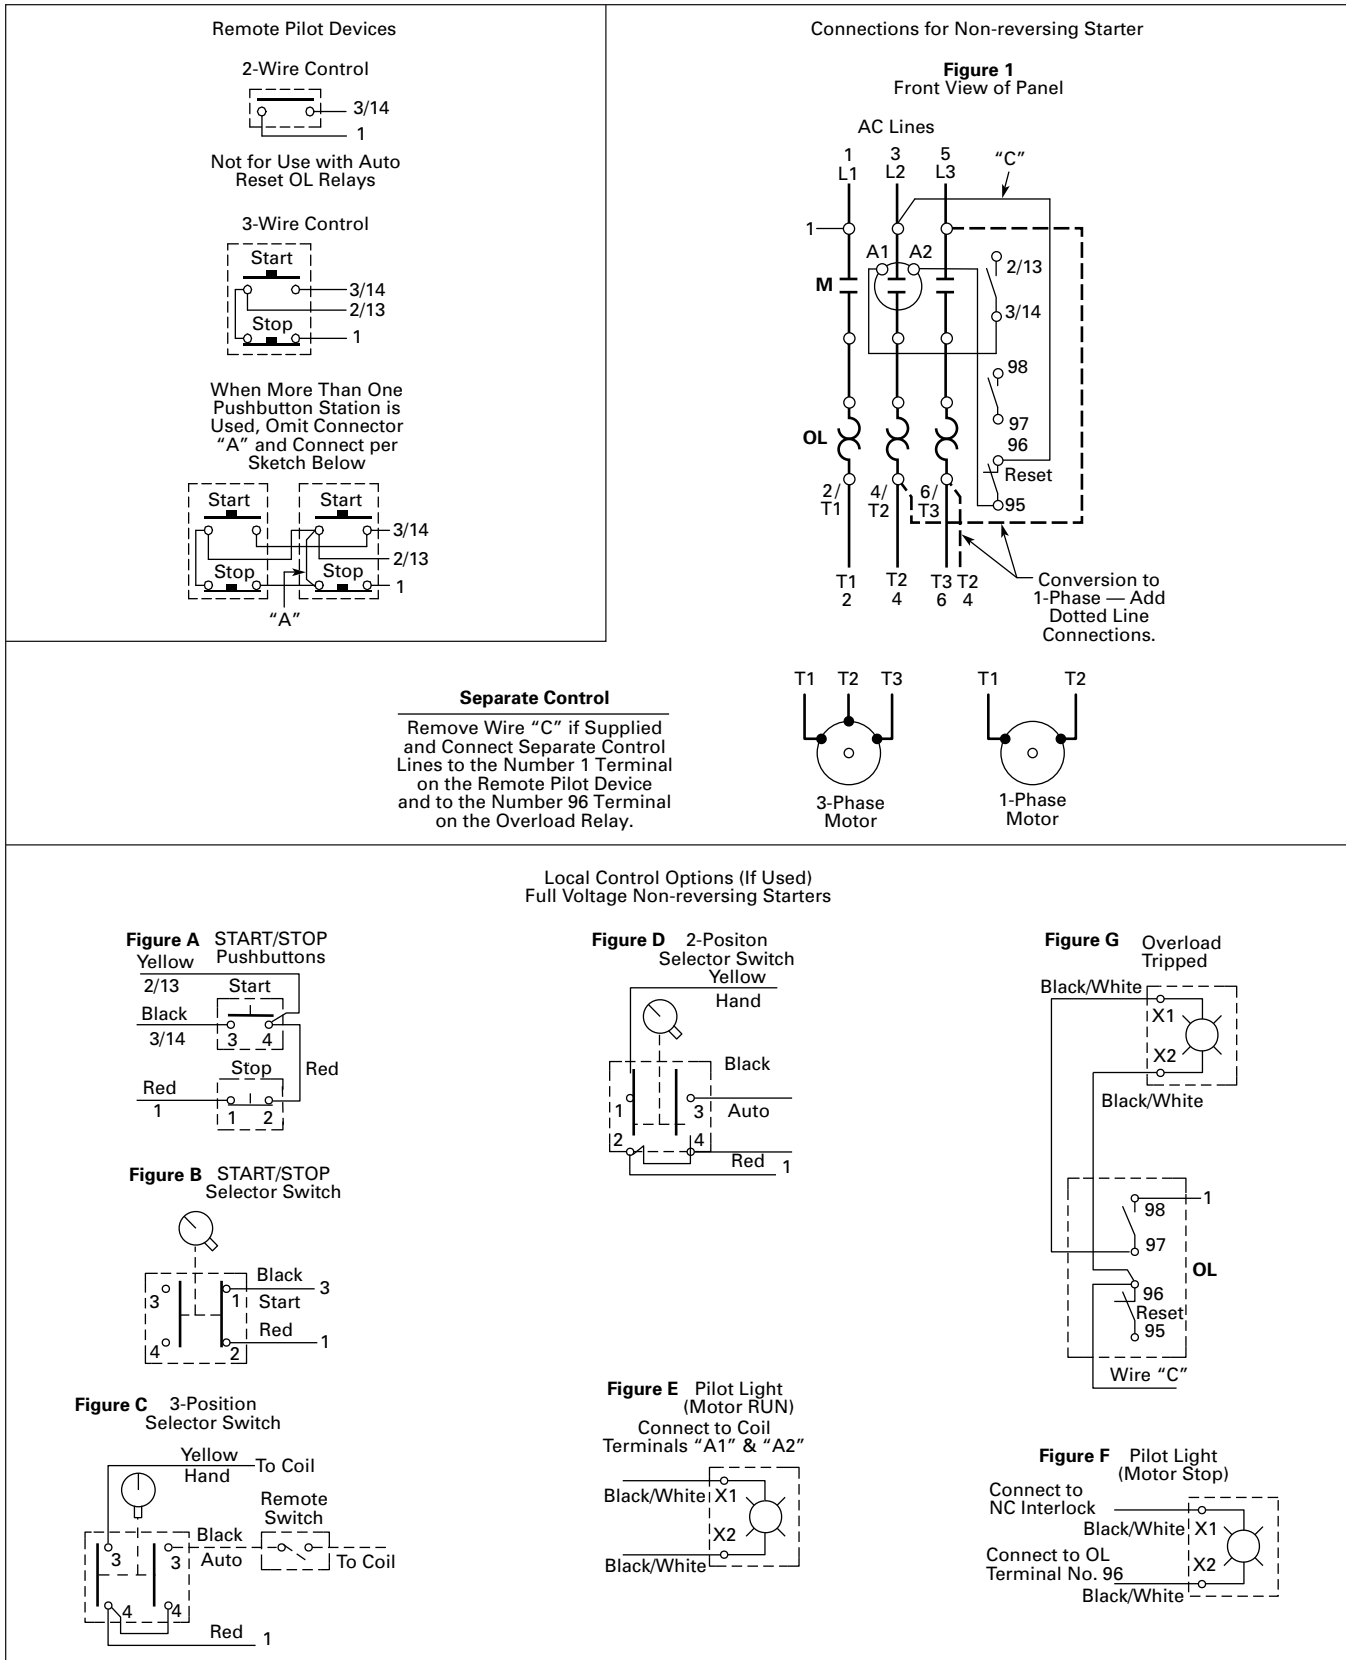 Remote Pilot Devices
2-Wire Control
3/14
1
Not for Use with Auto
Reset OL Relays
3-Wire Control
Start
3/14
2/13
Stop
1
When More Than One
Pushbutton Station is
Used, Omit Connector
“A” and Connect per
Sketch Below
Start
Start
3/14
2/13
Stop
Stop
1
“A”
Connections for Non-reversing Starter
Figure 1
Front View of Panel
AC Lines
1 3 5
L1 L2 L3
“C”
1
A1 A2
2/13
M
3/14
98
97
OL
96
Reset
95
2/ 4/ 6/
T1 T2 T3
T1 T2 T3 T2
2 4 6 4
Conversion to
1-Phase — Add
Dotted Line
Connections.
T1 T2 T3
3-Phase
Motor
T1 T2
1-Phase
Motor
Separate Control
Remove Wire “C” if Supplied
and Connect Separate Control
Lines to the Number 1 Terminal
on the Remote Pilot Device
and to the Number 96 Terminal
on the Overload Relay.
Local Control Options (If Used)
Full Voltage Non-reversing Starters
Figure A START/STOP
Pushbuttons
Yellow
2/13
Start
Black
3/14
3 4
Stop
Red
Red
1
1 2
Figure B START/STOP
Selector Switch
Black
3
3
1
Start
Red
1
4
2
Figure C 3-Position
Selector Switch
Yellow
Hand
To Coil
Remote
Switch
Black
3
3
Auto
To Coil
4
4
Red
1
Figure D 2-Positon
Selector Switch
Yellow
Hand
Black
1
3
Auto
2
4
Red
1
Figure E Pilot Light
(Motor RUN)
Connect to Coil
Terminals “A1” & “A2”
Black/White
X1
X2
Black/White
Figure G Overload
Tripped
Black/White
X1
X2
Black/White
98
1
97
OL
96
Reset
95
Wire “C”
Figure F Pilot Light
(Motor Stop)
Connect to
NC Interlock
Black/White
X1
Connect to OL
Terminal No. 96
X2
Black/White